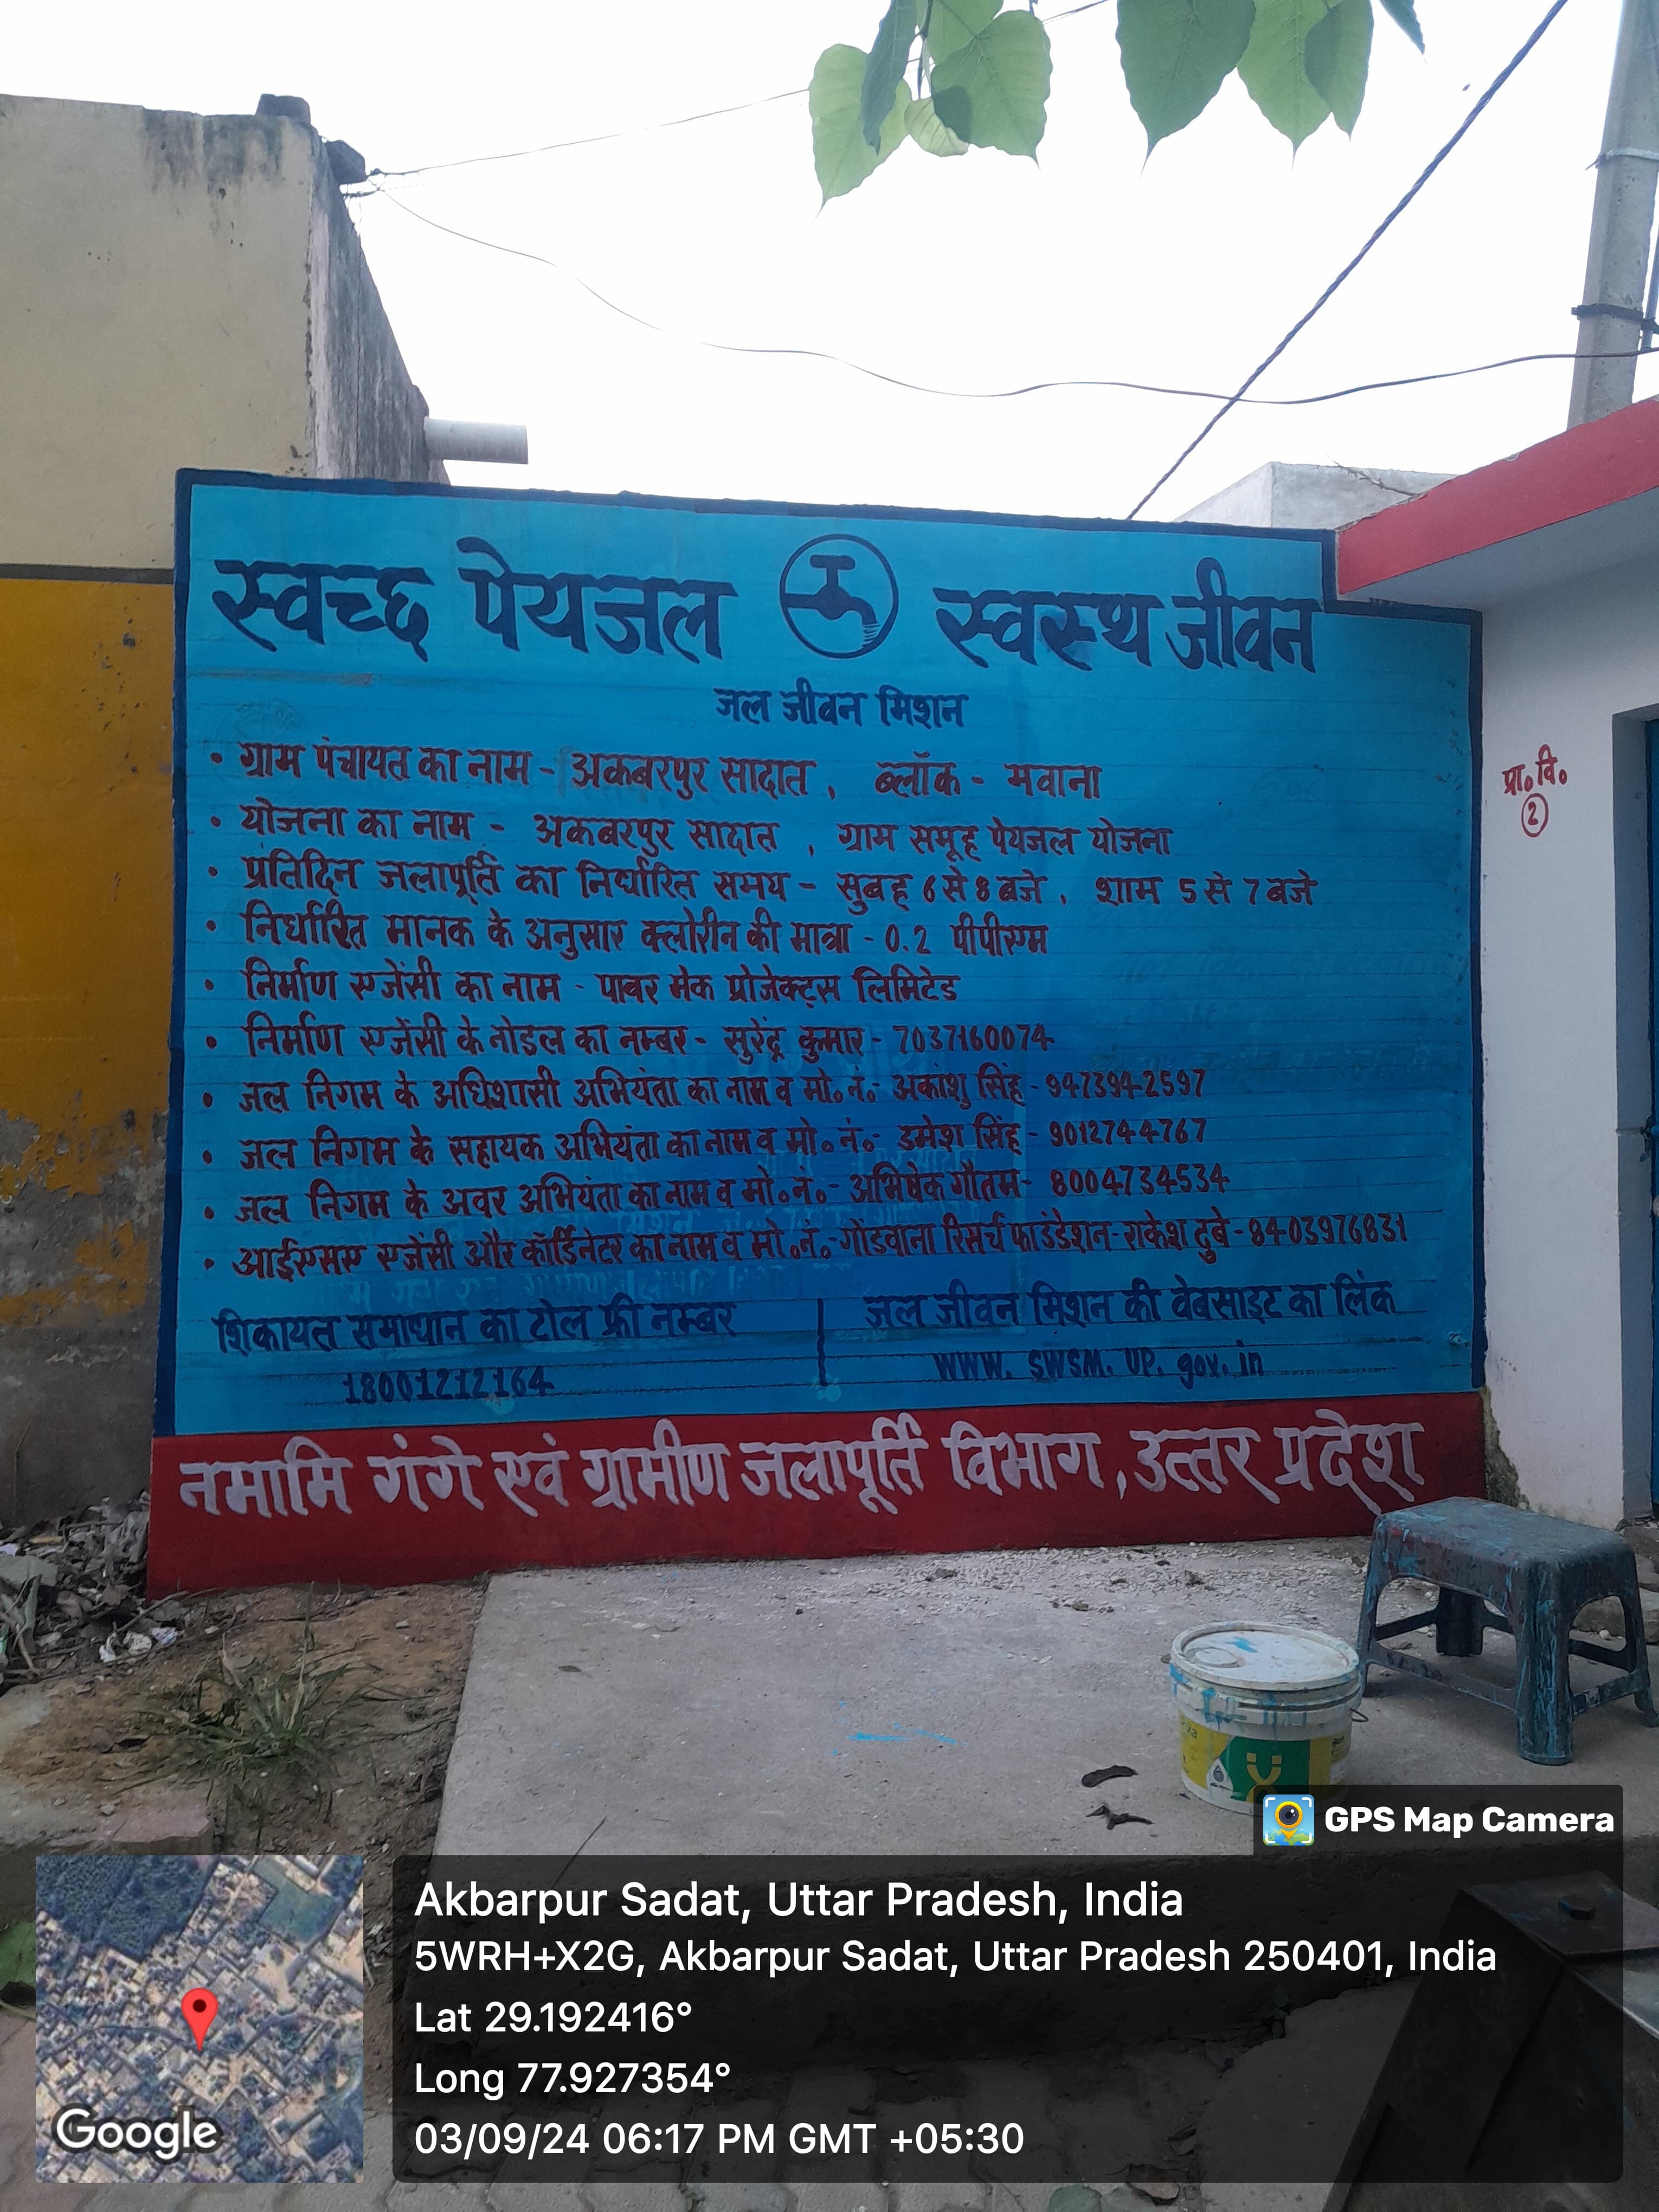 स्वच्छ पेयजल स्वस्थ जीवन
जल जीवन मिशन
• ग्राम पंचायत का नाम - अकबरपुर सादात , ब्लॉक - मवाना
• योजना का नाम - अकबरपुर सादात , ग्राम समूह पेयजल योजना
• प्रतिदिन जलापूर्ति का निर्धारित समय - सुबह 6 से 8 बजे , शाम 5 से 7 बजे
• निर्धारित मानक के अनुसार क्लोरीन की मात्रा - 0.2 पीपीएम
• निर्माण एजेंसी का नाम - पावर मेक प्रोजेक्ट्स लिमिटेड
• निर्माण एजेंसी के नोडल का नम्बर - सुरेंद्र कुमार - 7037160074
• जल निगम के अधिशासी अभियंता का नाम व मो॰ नं॰- अकांशु सिंह - 9473942597
• जल निगम के सहायक अभियंता का नाम व मो॰ नं॰- डमेश सिंह - 9012744767
• जल निगम के अवर अभियंता का नाम व मो॰ नं॰- अभिषेक गौतम - 8004734534
• आईएसए एजेंसी और कॉर्डिनेटर का नाम व मो॰ नं॰-गोंडवाना रिसर्च फाउंडेशन-राकेश दुबे-8403976831
शिकायत समाधान का टोल फ्री नम्बर
18001212164
जल जीवन मिशन की वेबसाइट का लिंक
WWW. SWSM. UP. gov. in
नमामि गंगे एवं ग्रामीण जलापूर्ति विभाग , उत्तर प्रदेश
प्रा॰ वि॰
2
GPS Map Camera
Akbarpur Sadat, Uttar Pradesh, India
5WRH+X2G, Akbarpur Sadat, Uttar Pradesh 250401, India
Lat 29.192416°
Long 77.927354°
03/09/24 06:17 PM GMT +05:30
Google